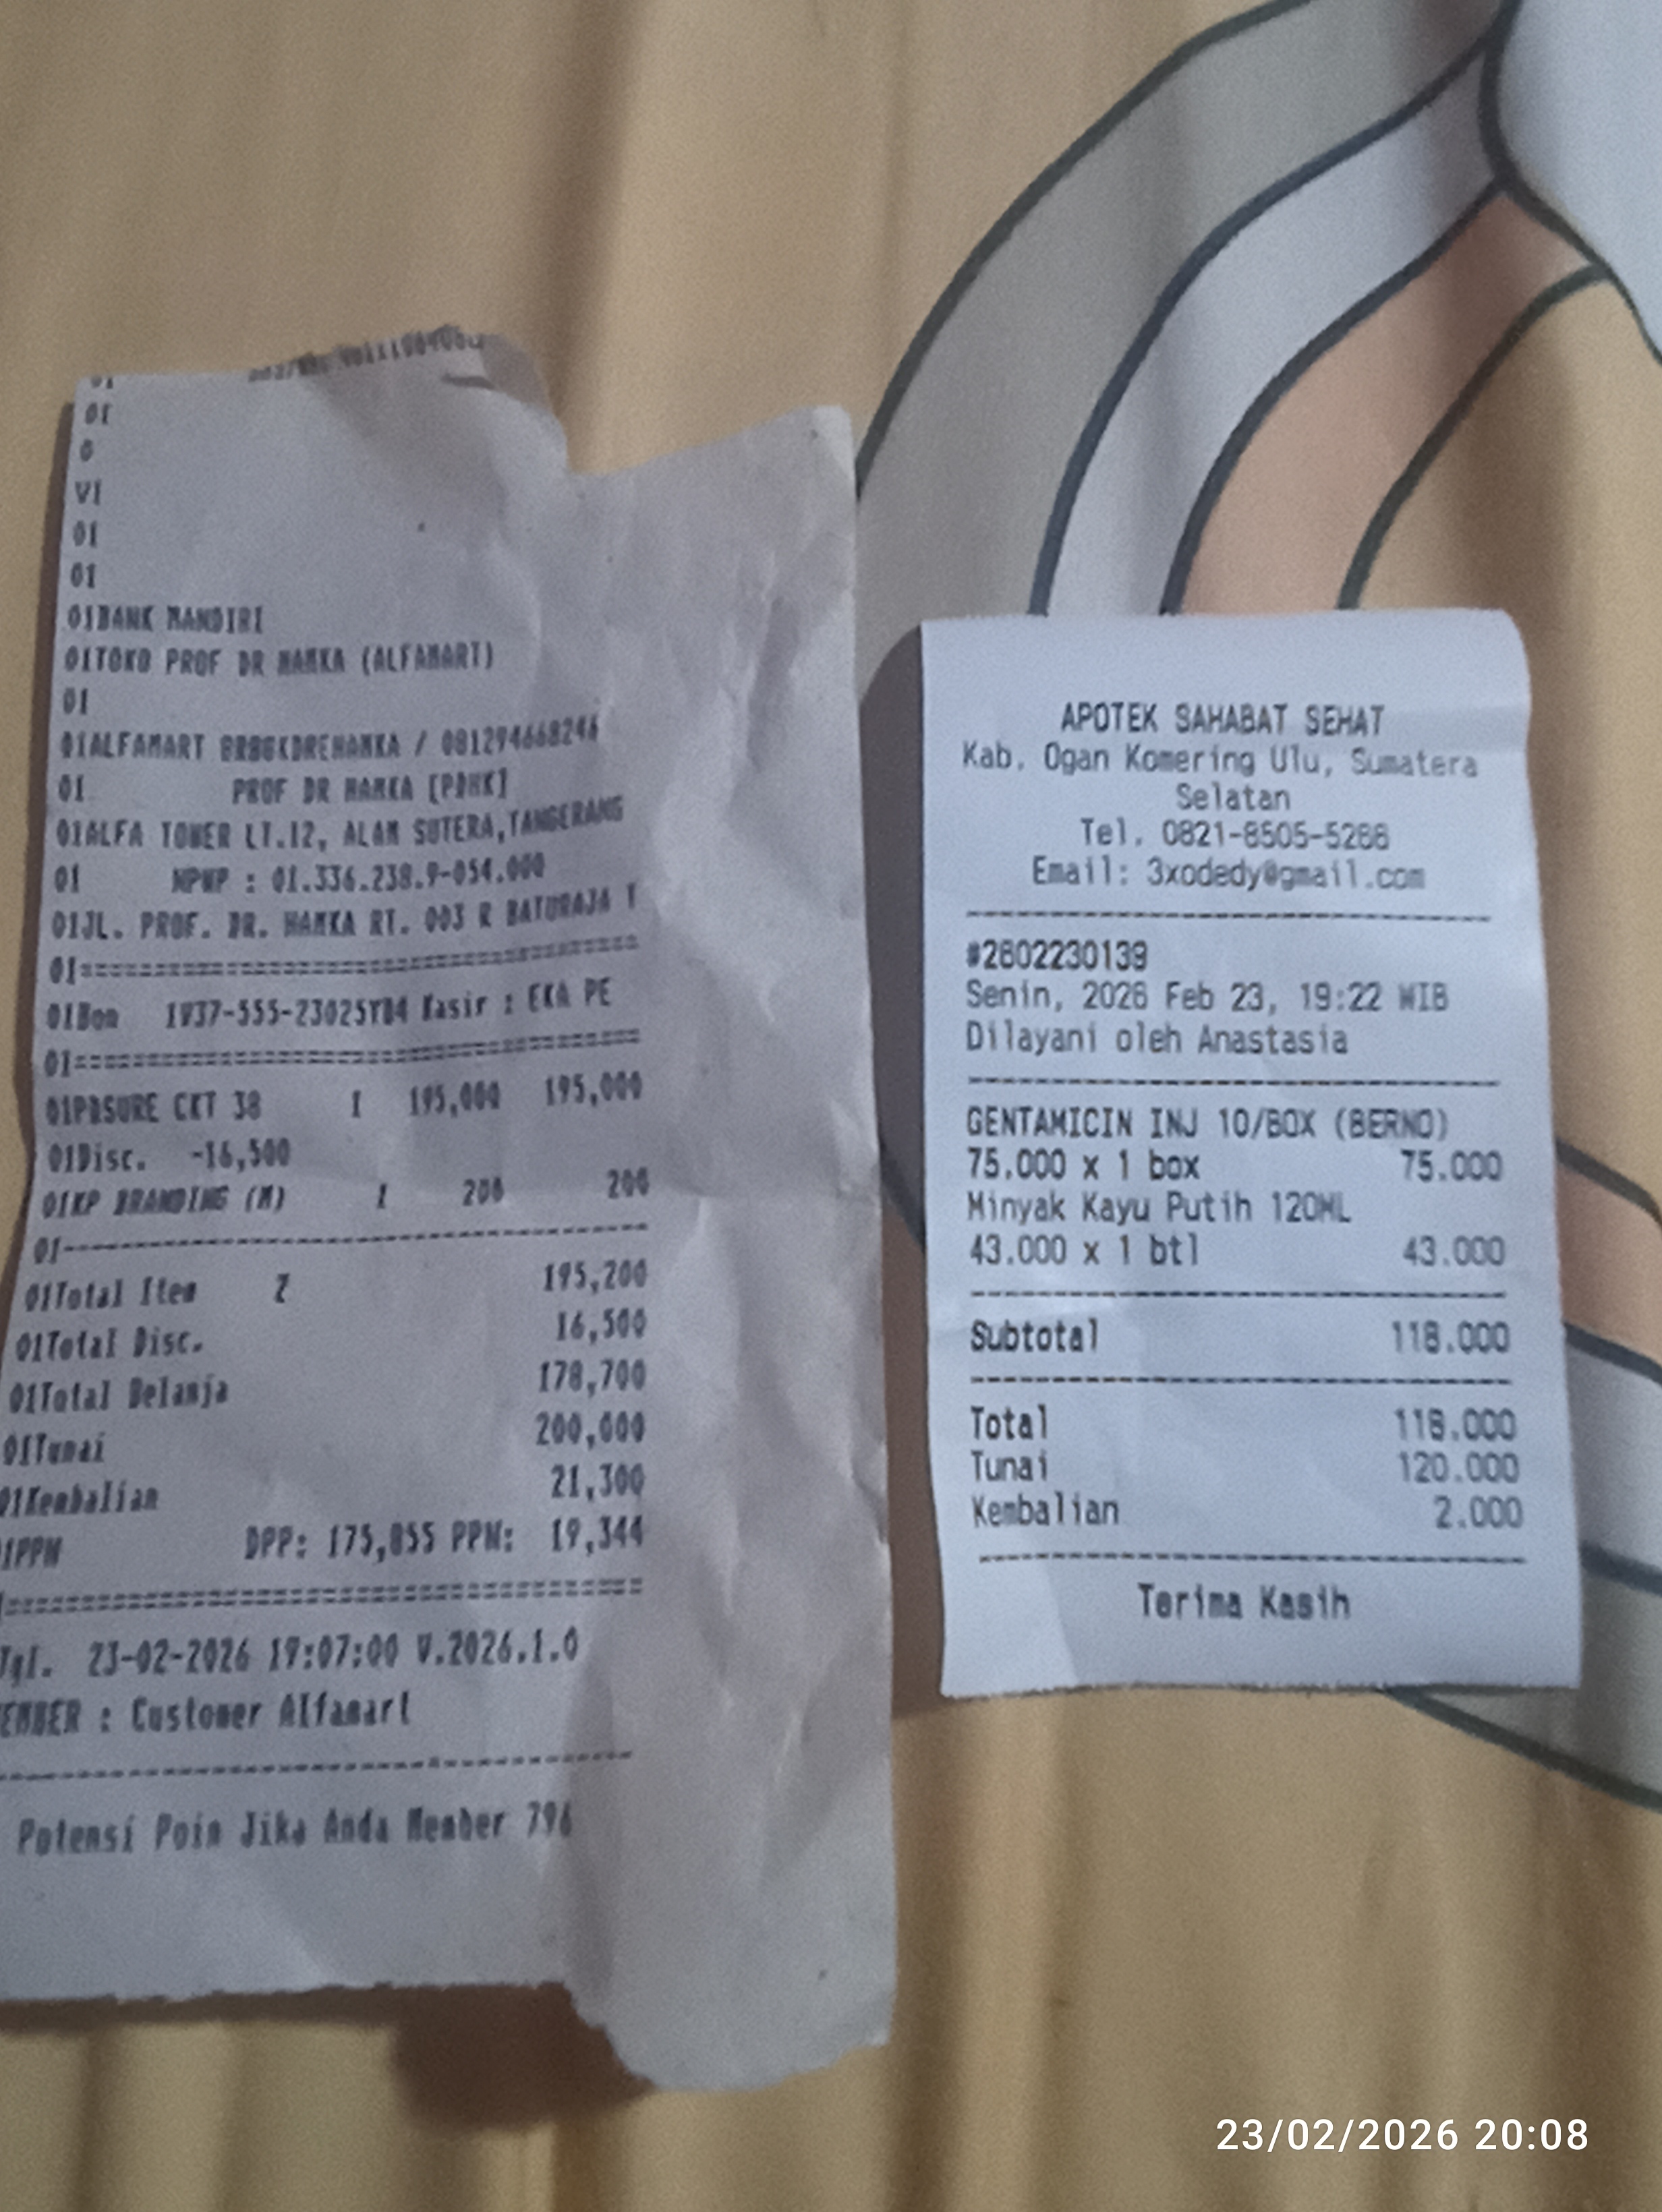 01
0
VI
01
01
01BANK MANDIRI
01TOKO PROF DR HAMKA (ALFAMART)
01
01ALFAMART / 081294668246
01 PROF DR HAMKA [PDHK]
01ALFA TOWER LT.12, ALAM SUTERA,TANGERANG
01 NPWP : 01.336.238.9-054.000
01JL. PROF. DR. HAMKA RT. 003 R BATURAJA T
01========================================
01Bon Kasir : EKA PE
01========================================
01PDSURE CKT 38 1 195,000 195,000
01Disc. -16,500
01KP BRANDING (M) 1 200 200
01----------------------------------------
01Total Item 2 195,200
01Total Disc. 16,500
01Total Belanja 178,700
01Tunai 200,000
01Kembalian 21,300
01PPN DPP: 175,855 PPN: 19,344
========================================
Tgl. 23-02-2026 19:07:00 V.2026.1.0
EMBER : Customer Alfamart
----------------------------------------
Potensi Poin Jika Anda Member 796
APOTEK SAHABAT SEHAT
Kab. Ogan Komering Ulu, Sumatera
Selatan
Tel. 0821-8505-5266
Email: 3xodedy@gmail.com
--------------------------------
#2602230139
Senin, 2026 Feb 23, 19:22 WIB
Dilayani oleh Anastasia
--------------------------------
GENTAMICIN INJ 10/BOX (BERNO)
75.000 x 1 box 75.000
Minyak Kayu Putih 120ML
43.000 x 1 btl 43.000
--------------------------------
Subtotal 118.000
--------------------------------
Total 118.000
Tunai 120.000
Kembalian 2.000
--------------------------------
Terima Kasih
23/02/2026 20:08